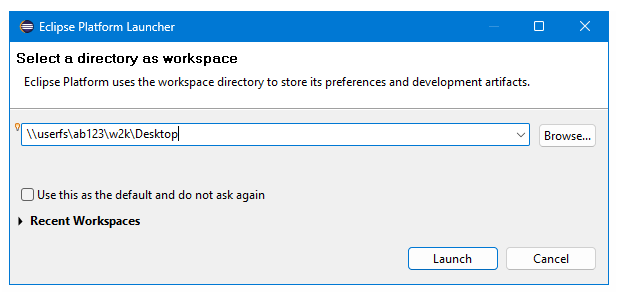 Eclipse Platform Launcher
Select a directory as workspace
Eclipse Platform uses the workspace directory to store its preferences and development artifacts.
\\userfs\ab123\w2k\Desktop
Browse...
Use this as the default and do not ask again
Recent Workspaces
Launch Cancel